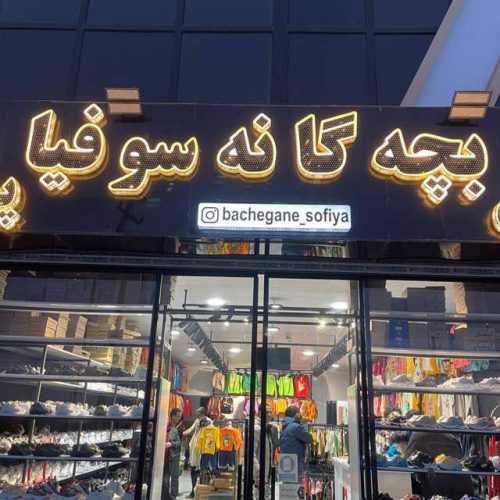 بچه گانه سوفیا
bachegane_sofiya